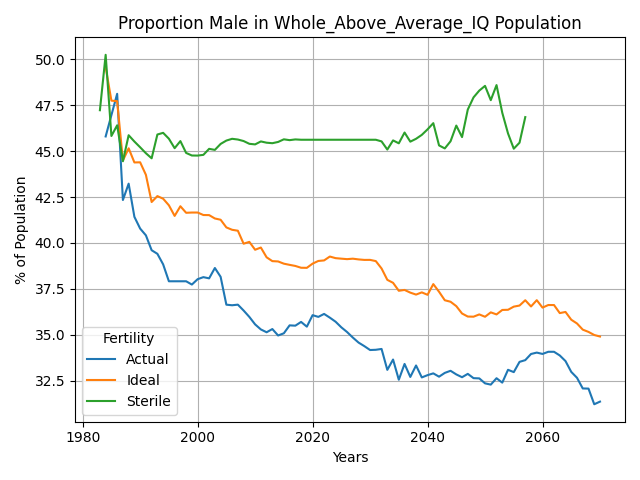 Proportion Male in Whole_Above_Average_IQ Population
% of Population
50.0
47.5
45.0
42.5
40.0
37.5
35.0
32.5
Fertility
Actual
Ideal
Sterile
1980
2000
2020
2040
2060
Years